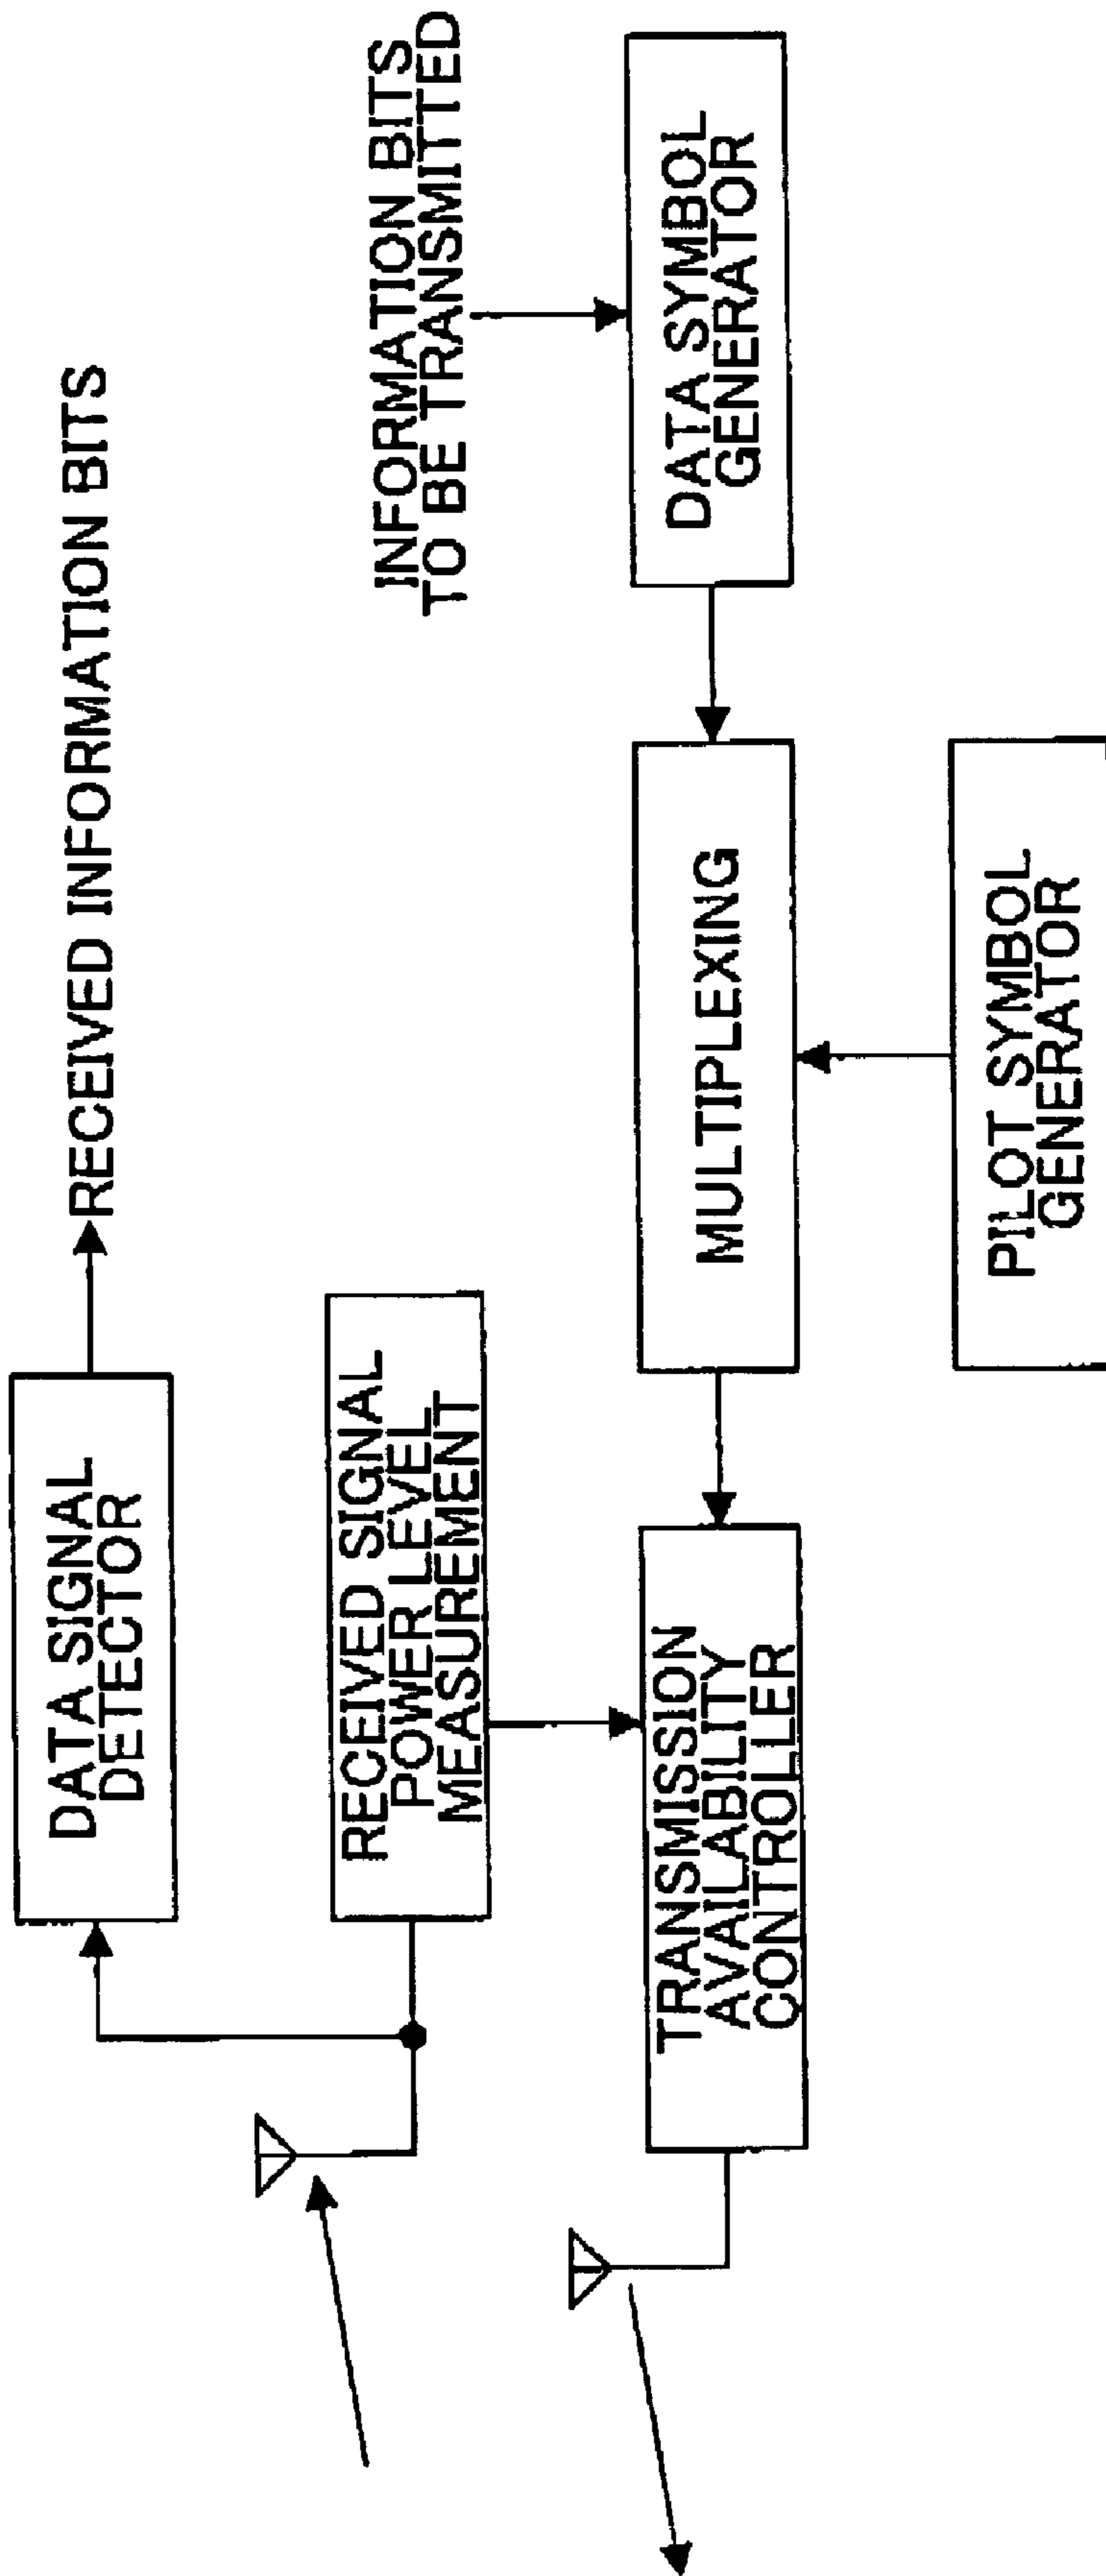 DATA SIGNAL
DETECTOR
RECEIVED INFORMATION BITS
RECEIVED SIGNAL
POWER LEVEL
MEASUREMENT
INFORMATION BITS
TO BE TRANSMITTED
TRANSMISSION
AVAILABILITY
CONTROLLER
MULTIPLEXING
DATA SYMBOL
GENERATOR
PILOT SYMBOL
GENERATOR